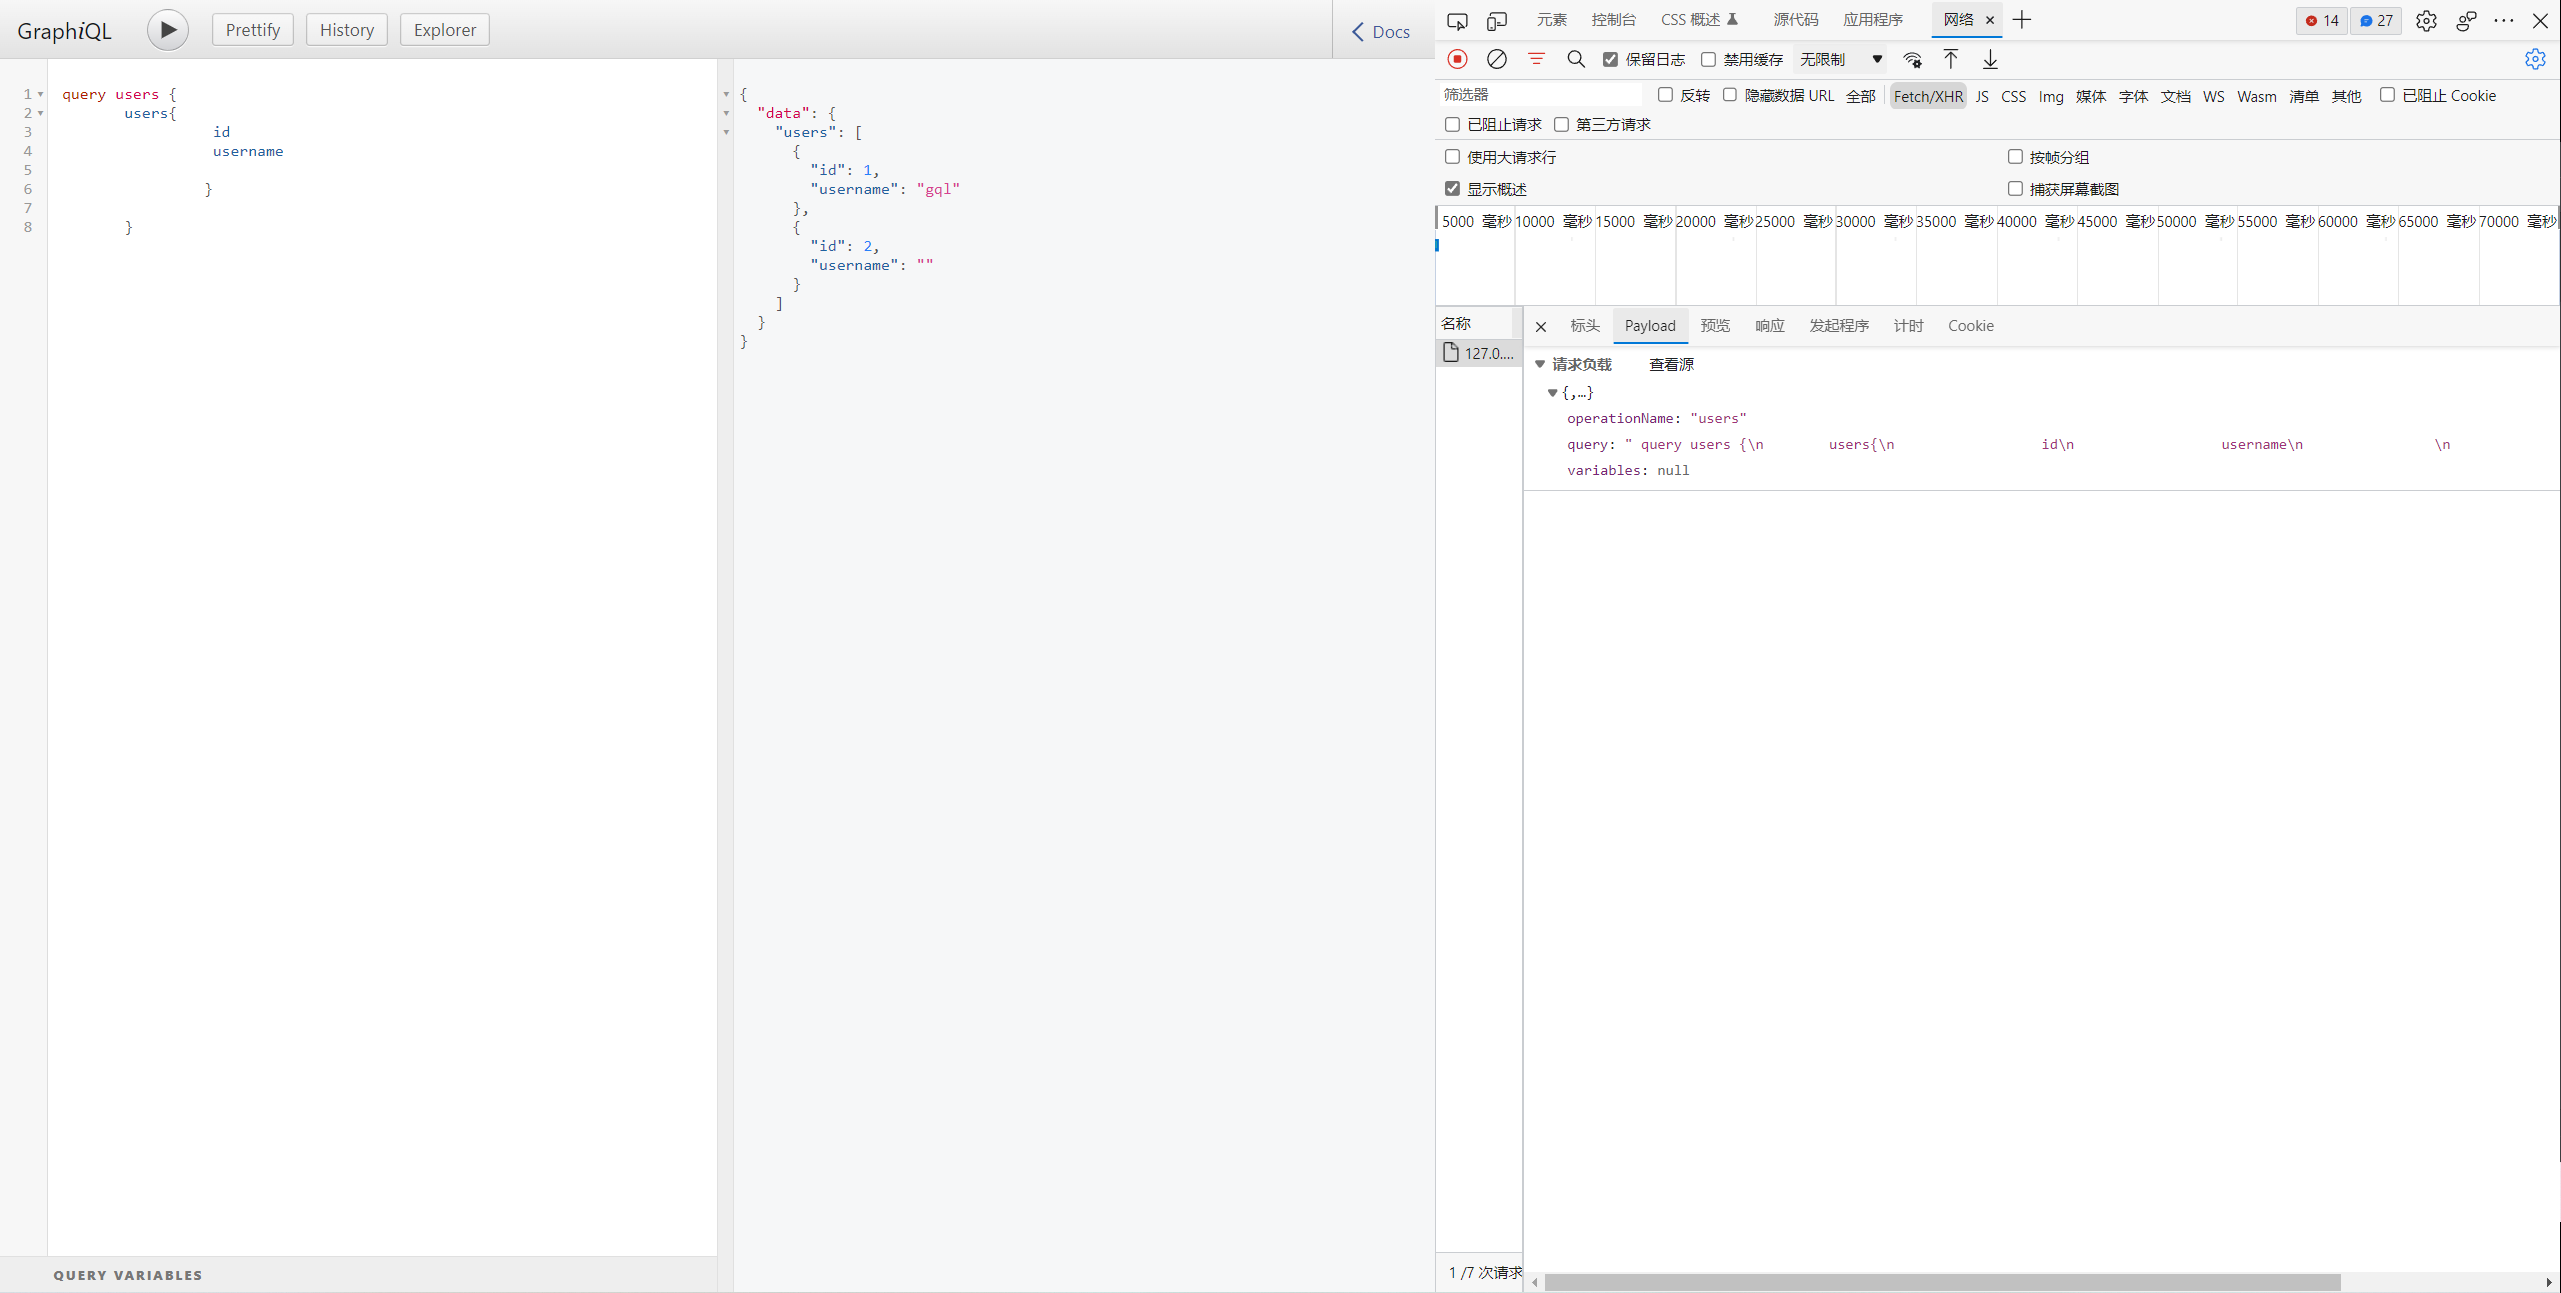 GraphiQL Prettify History Explorer Docs
1 query users {
2 users{
3 id
4 username
5
6 }
7
8 }
QUERY VARIABLES
{
"data": {
"users": [
{
"id": 1,
"username": "gql"
},
{
"id": 2,
"username": ""
}
]
}
}
元素 控制台 CSS 概述 源代码 应用程序 网络 14 27
保留日志 禁用缓存 无限制
筛选器 反转 隐藏数据 URL 全部 Fetch/XHR JS CSS Img 媒体 字体 文档 WS Wasm 清单 其他 已阻止 Cookie
已阻止请求 第三方请求
使用大请求行 按帧分组
显示概述 捕获屏幕截图
5000 毫秒 10000 毫秒 15000 毫秒 20000 毫秒 25000 毫秒 30000 毫秒 35000 毫秒 40000 毫秒 45000 毫秒 50000 毫秒 55000 毫秒 60000 毫秒 65000 毫秒 70000 毫秒
名称 标头 Payload 预览 响应 发起程序 计时 Cookie
127.0.... 请求负载 查看源
{,…}
operationName: "users"
query: " query users {\n users{\n id\n username\n \n
variables: null
1 /7 次请求